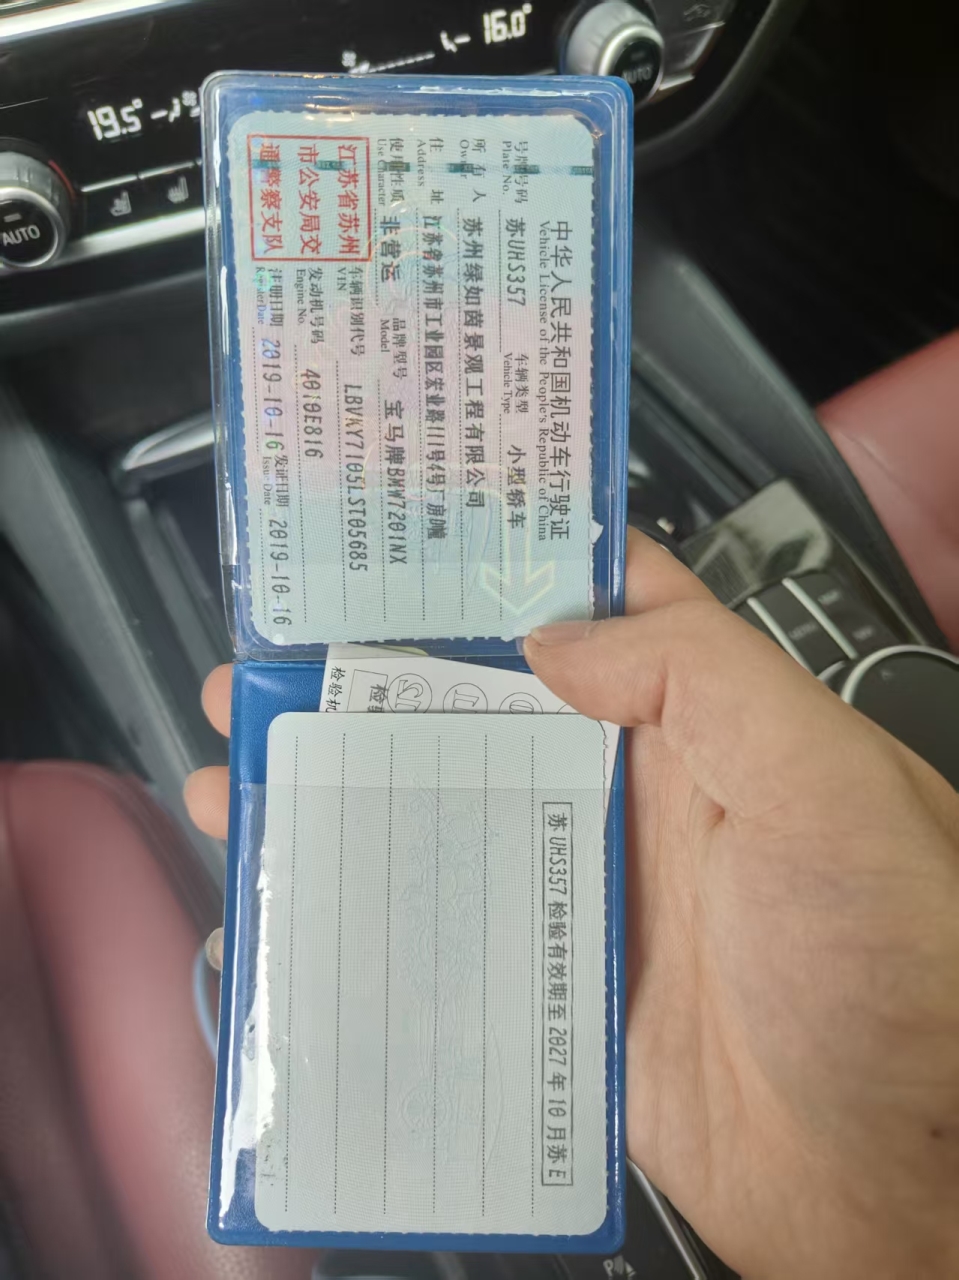 中华人民共和国机动车行驶证
Vehicle License of the People's Republic of China
号牌号码 苏UHS357 车辆类型 小型轿车
Plate No. Vehicle Type
所有人 苏州绿如茵景观工程有限公司
Owner
住址 江苏省苏州市工业园区宏业路111号4号厂房
Address
使用性质 非营运 品牌型号 宝马牌BMW7201NX
Use Character Model
江苏省苏州
市公安局交
通警察支队
车辆识别代号 LBVKY7105LST05685
VIN
发动机号码 4010E816
Engine No.
注册日期 2019-10-16 发证日期 2019-10-16
Register Date Issue Date
苏UHS357 检验有效期至 2027 年 10 月苏E
检验机
检
19.5°
16.0°
AUTO
AUTO
MENU
P